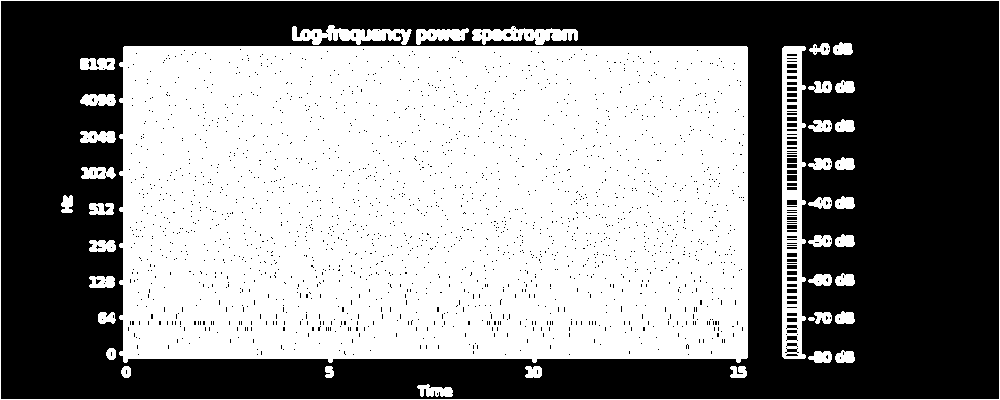 Log-frequency power spectrogram
+0 dB
8192
-10 dB
4096
-20 dB
2048
-30 dB
1024
Hz
512
-40 dB
256
-50 dB
128
-60 dB
64
-70 dB
0
-80 dB
0 5 10 15
Time